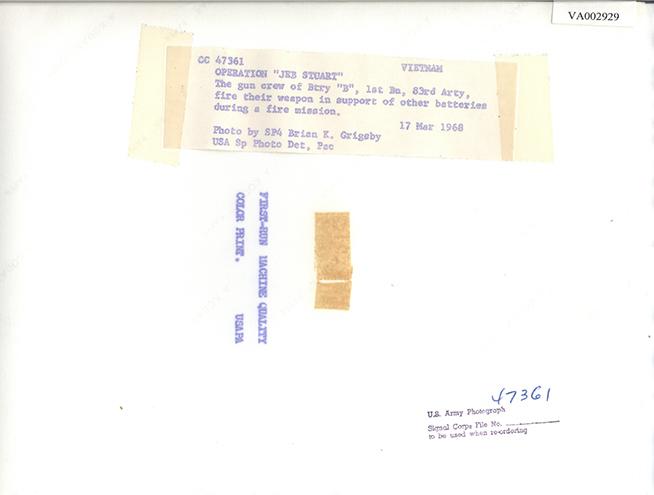 VA002929
CC 47361
OPERATION "JEB STUART" VIETNAM
The gun crew of Btry "B", 1st Bn, 83rd Arty,
fire their weapon in support of other batteries
during a fire mission.
17 Mar 1968
Photo by SP4 Brian K. Grigsby
USA Sp Photo Det, Pac
FIRST-RUN MACHINE QUALITY
COLOR PRINT. USAPA
47361
U.S. Army Photograph
Signal Corps File No.
to be used when re-ordering